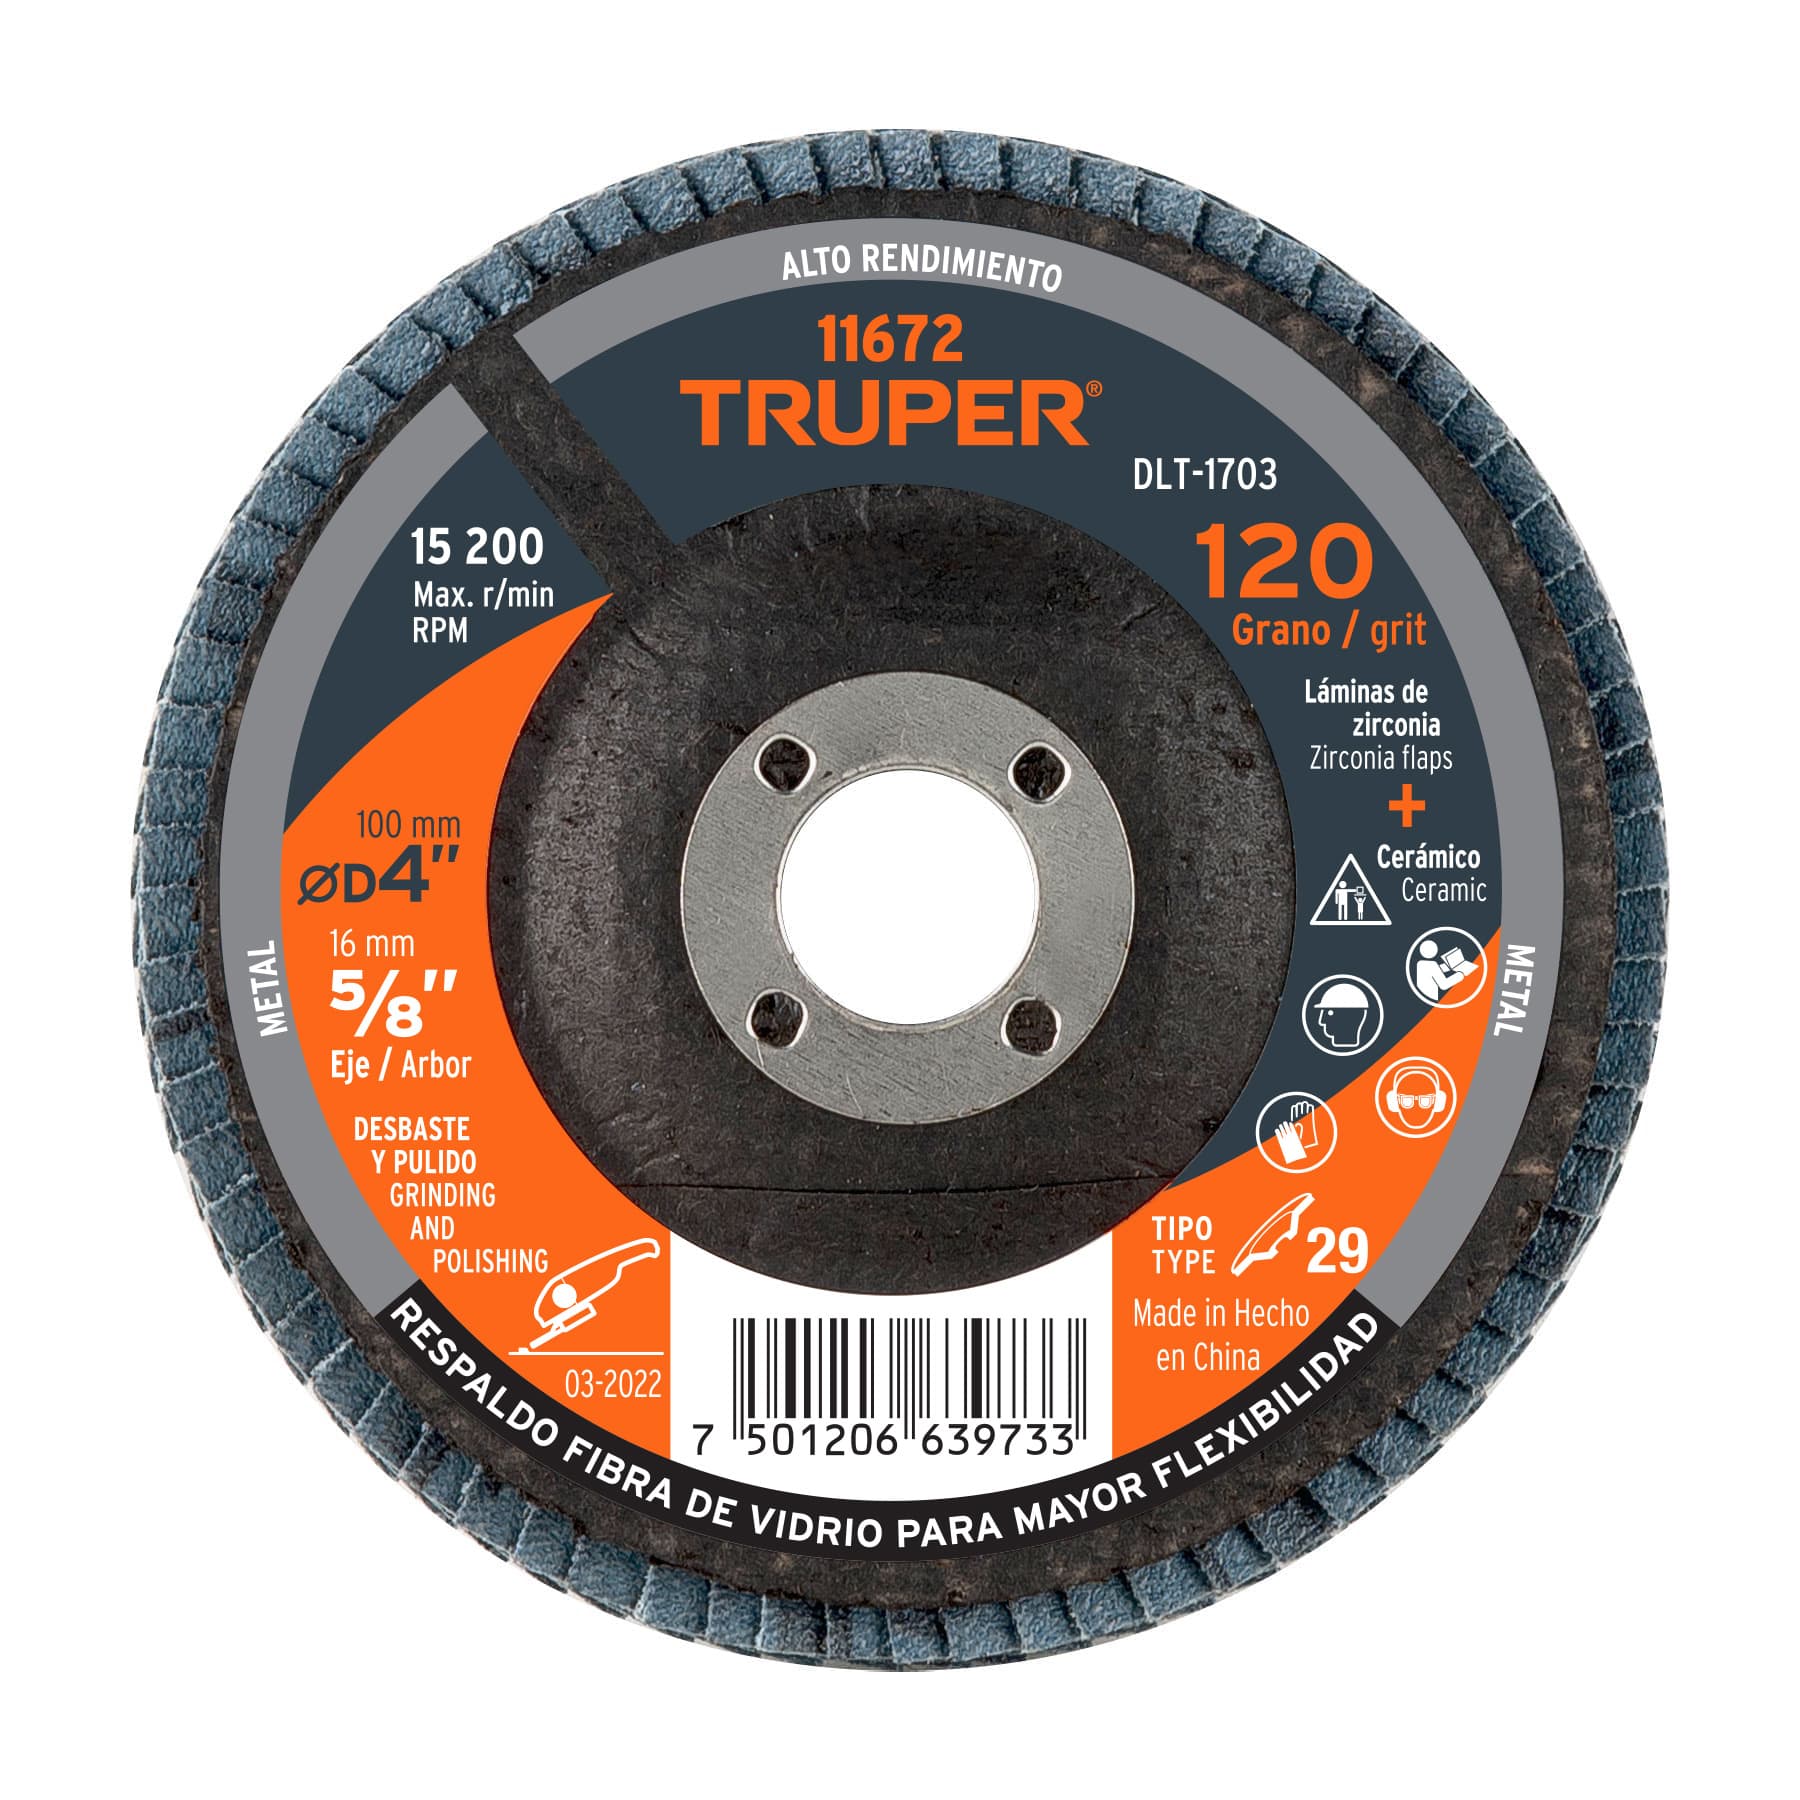 ALTO RENDIMIENTO
11672
TRUPER®
DLT-1703
15 200
Max. r/min
RPM
120
Grano / grit
Láminas de
zirconia
Zirconia flaps
+
Cerámico
Ceramic
100 mm
ØD4"
16 mm
5/8"
Eje / Arbor
METAL
METAL
DESBASTE
Y PULIDO
GRINDING
AND
POLISHING
03-2022
TIPO
TYPE
29
Made in Hecho
en China
7 501206 639733
RESPALDO FIBRA DE VIDRIO PARA MAYOR FLEXIBILIDAD